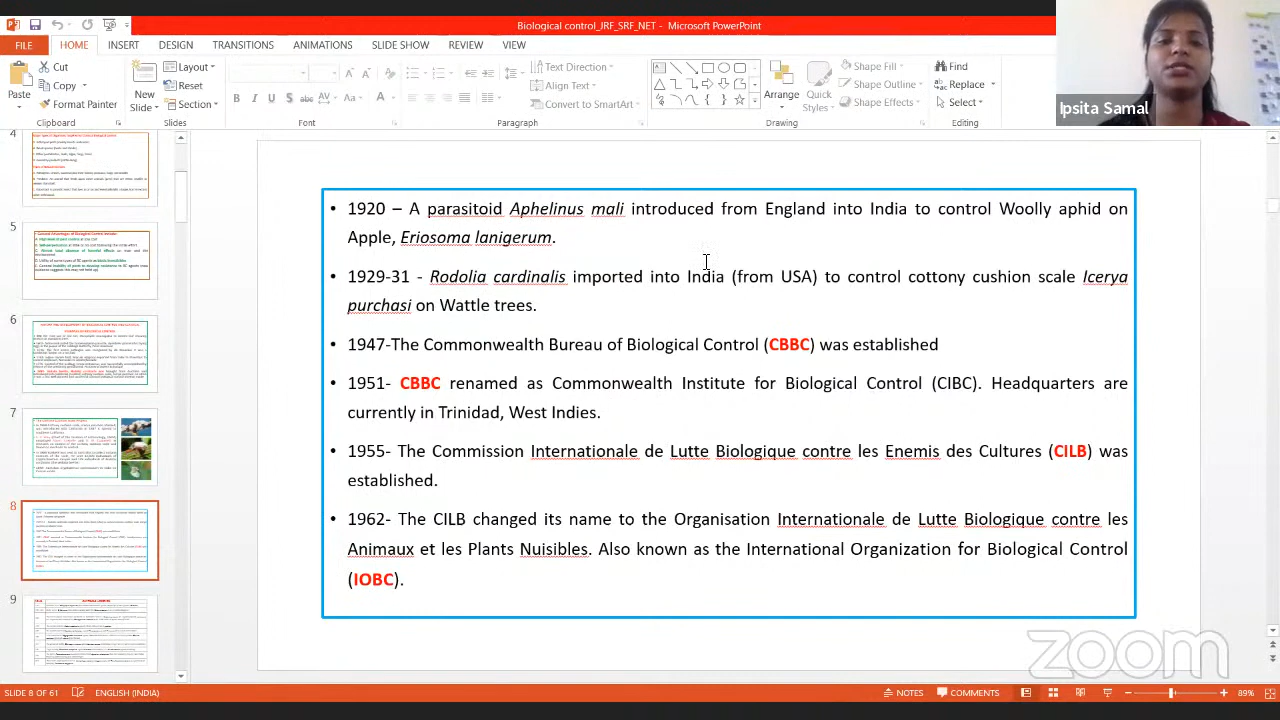 Biological control_JRF_SRF_NET - Microsoft PowerPoint
FILE HOME INSERT DESIGN TRANSITIONS ANIMATIONS SLIDE SHOW REVIEW VIEW
Cut
Copy
Format Painter
Paste
Clipboard
New Slide
Layout
Reset
Section
Slides
Font
Text Direction
Align Text
Convert to SmartArt
Paragraph
Arrange
Quick Styles
Shape Fill
Shape Outline
Shape Effects
Drawing
Find
Replace
Select
Editing
Ipsita Samal
4
5
6
7
8
9
• 1920 – A parasitoid Aphelinus mali introduced from England into India to control Woolly aphid on
Apple, Eriosoma lanigerum.
• 1929-31 - Rodolia cardinalis imported into India (from USA) to control cottony cushion scale Icerya
purchasi on Wattle trees.
• 1947-The Commonwealth Bureau of Biological Control (CBBC) was established.
• 1951- CBBC renamed as Commonwealth Institute for Biological Control (CIBC). Headquarters are
currently in Trinidad, West Indies.
• 1955- The Commission Internationale de Lutte Biologique contre les Enemis des Cultures (CILB) was
established.
• 1962- The CILB changed its name to the Organisation Internationale de Lutte Biologique contre les
Animaux et les Plants Nuisibles. Also known as the International Organization for Biological Control
(IOBC).
zoom
SLIDE 8 OF 61 ENGLISH (INDIA) NOTES COMMENTS 89%